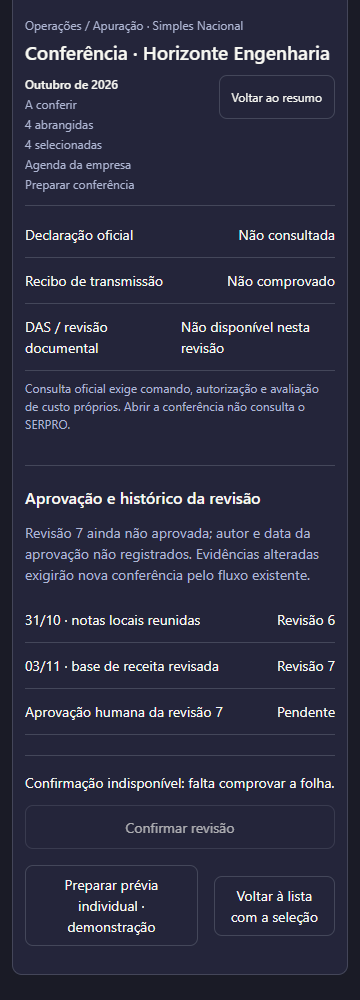 Operações / Apuração · Simples Nacional
Conferência · Horizonte Engenharia
Outubro de 2026
A conferir
4 abrangidas
4 selecionadas
Agenda da empresa
Preparar conferência
Voltar ao resumo
Declaração oficial Não consultada
Recibo de transmissão Não comprovado
DAS / revisão
documental
Não disponível nesta
revisão
Consulta oficial exige comando, autorização e avaliação
de custo próprios. Abrir a conferência não consulta o
SERPRO.
Aprovação e histórico da revisão
Revisão 7 ainda não aprovada; autor e data da
aprovação não registrados. Evidências alteradas
exigirão nova conferência pelo fluxo existente.
31/10 · notas locais reunidas Revisão 6
03/11 · base de receita revisada Revisão 7
Aprovação humana da revisão 7 Pendente
Confirmação indisponível: falta comprovar a folha.
Confirmar revisão
Preparar prévia
individual ·
demonstração
Voltar à lista
com a seleção